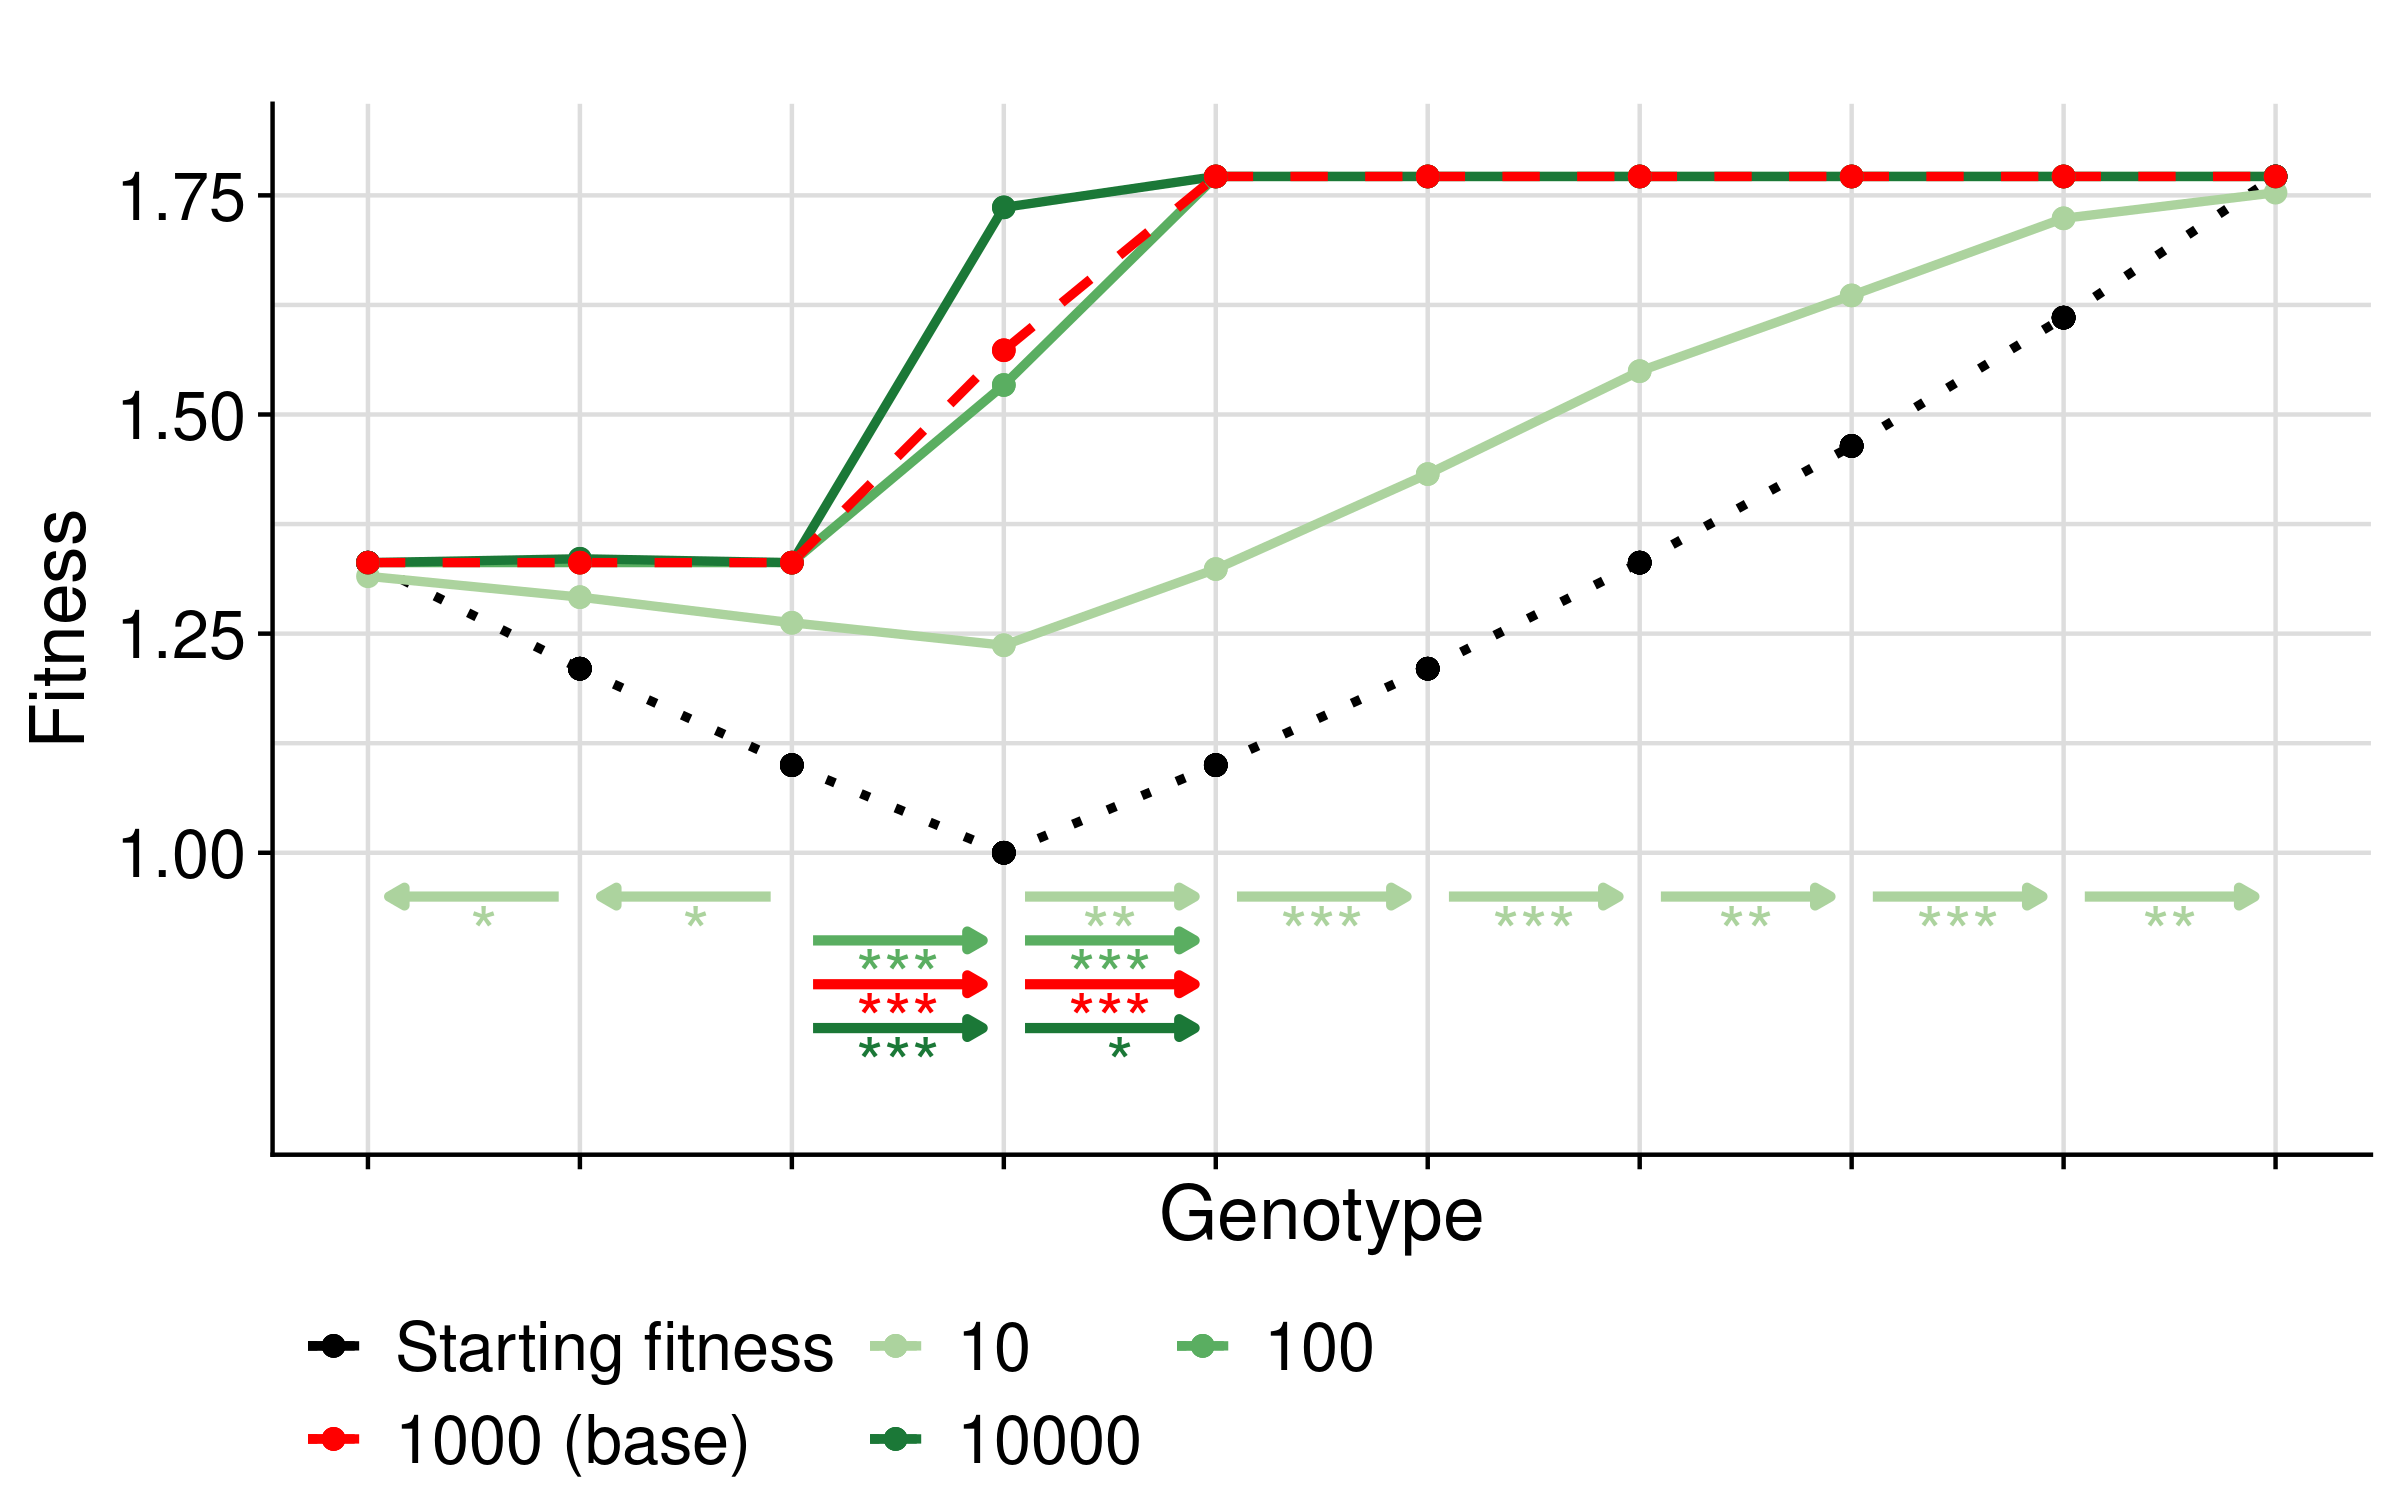 1.75
1.50
1.25
1.00
Fitness
* * ** *** *** ** *** **
*** ***
*** ***
*** *
Genotype
Starting fitness 10 100
1000 (base) 10000